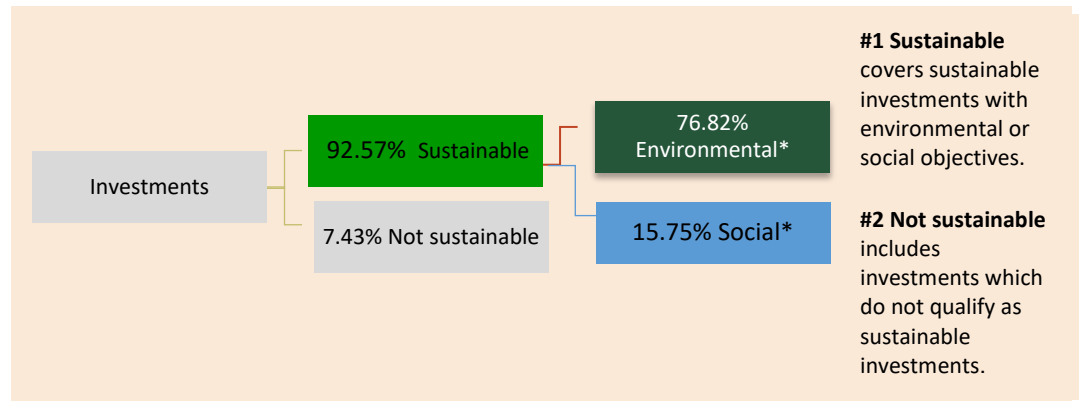 Investments
92.57% Sustainable
7.43% Not sustainable
76.82%
Environmental*
15.75% Social*
#1 Sustainable
covers sustainable
investments with
environmental or
social objectives.
#2 Not sustainable
includes
investments which
do not qualify as
sustainable
investments.